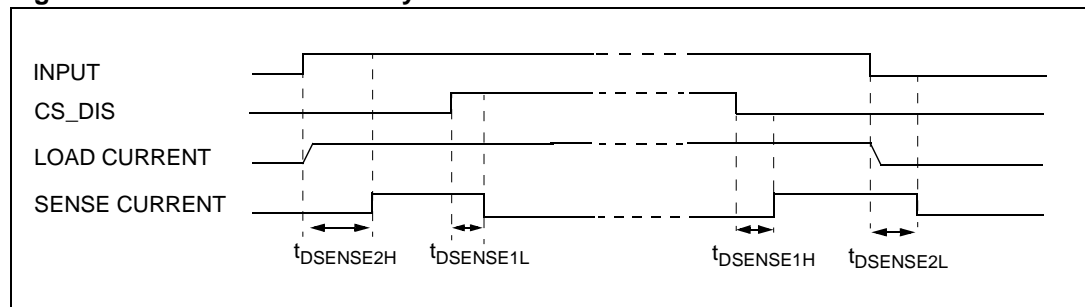 INPUT
CS_DIS
LOAD CURRENT
SENSE CURRENT
tDSENSE2H tDSENSE1L tDSENSE1H tDSENSE2L